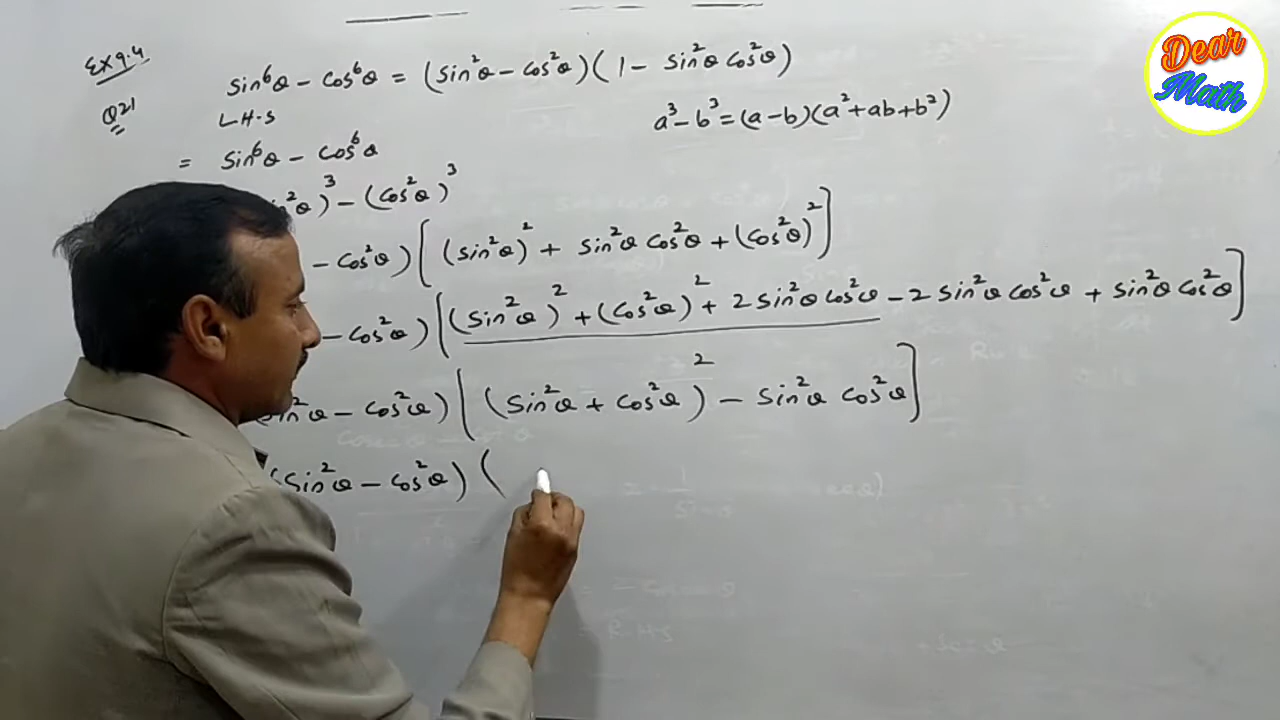 Ex 9.4
Q21
sin⁶θ - cos⁶θ = (sin²θ - cos²θ)(1 - sin²θ cos²θ)
L.H.S
a³ - b³ = (a-b)(a² + ab + b²)
= sin⁶θ - cos⁶θ
²θ)³ - (cos²θ)³
- cos²θ)[(sin²θ)² + sin²θ cos²θ + (cos²θ)²]
- cos²θ)[(sin²θ)² + (cos²θ)² + 2 sin²θ cos²θ - 2 sin²θ cos²θ + sin²θ cos²θ]
sin²θ - cos²θ)[(sin²θ + cos²θ)² - sin²θ cos²θ]
(sin²θ - cos²θ)(
Dear
Math